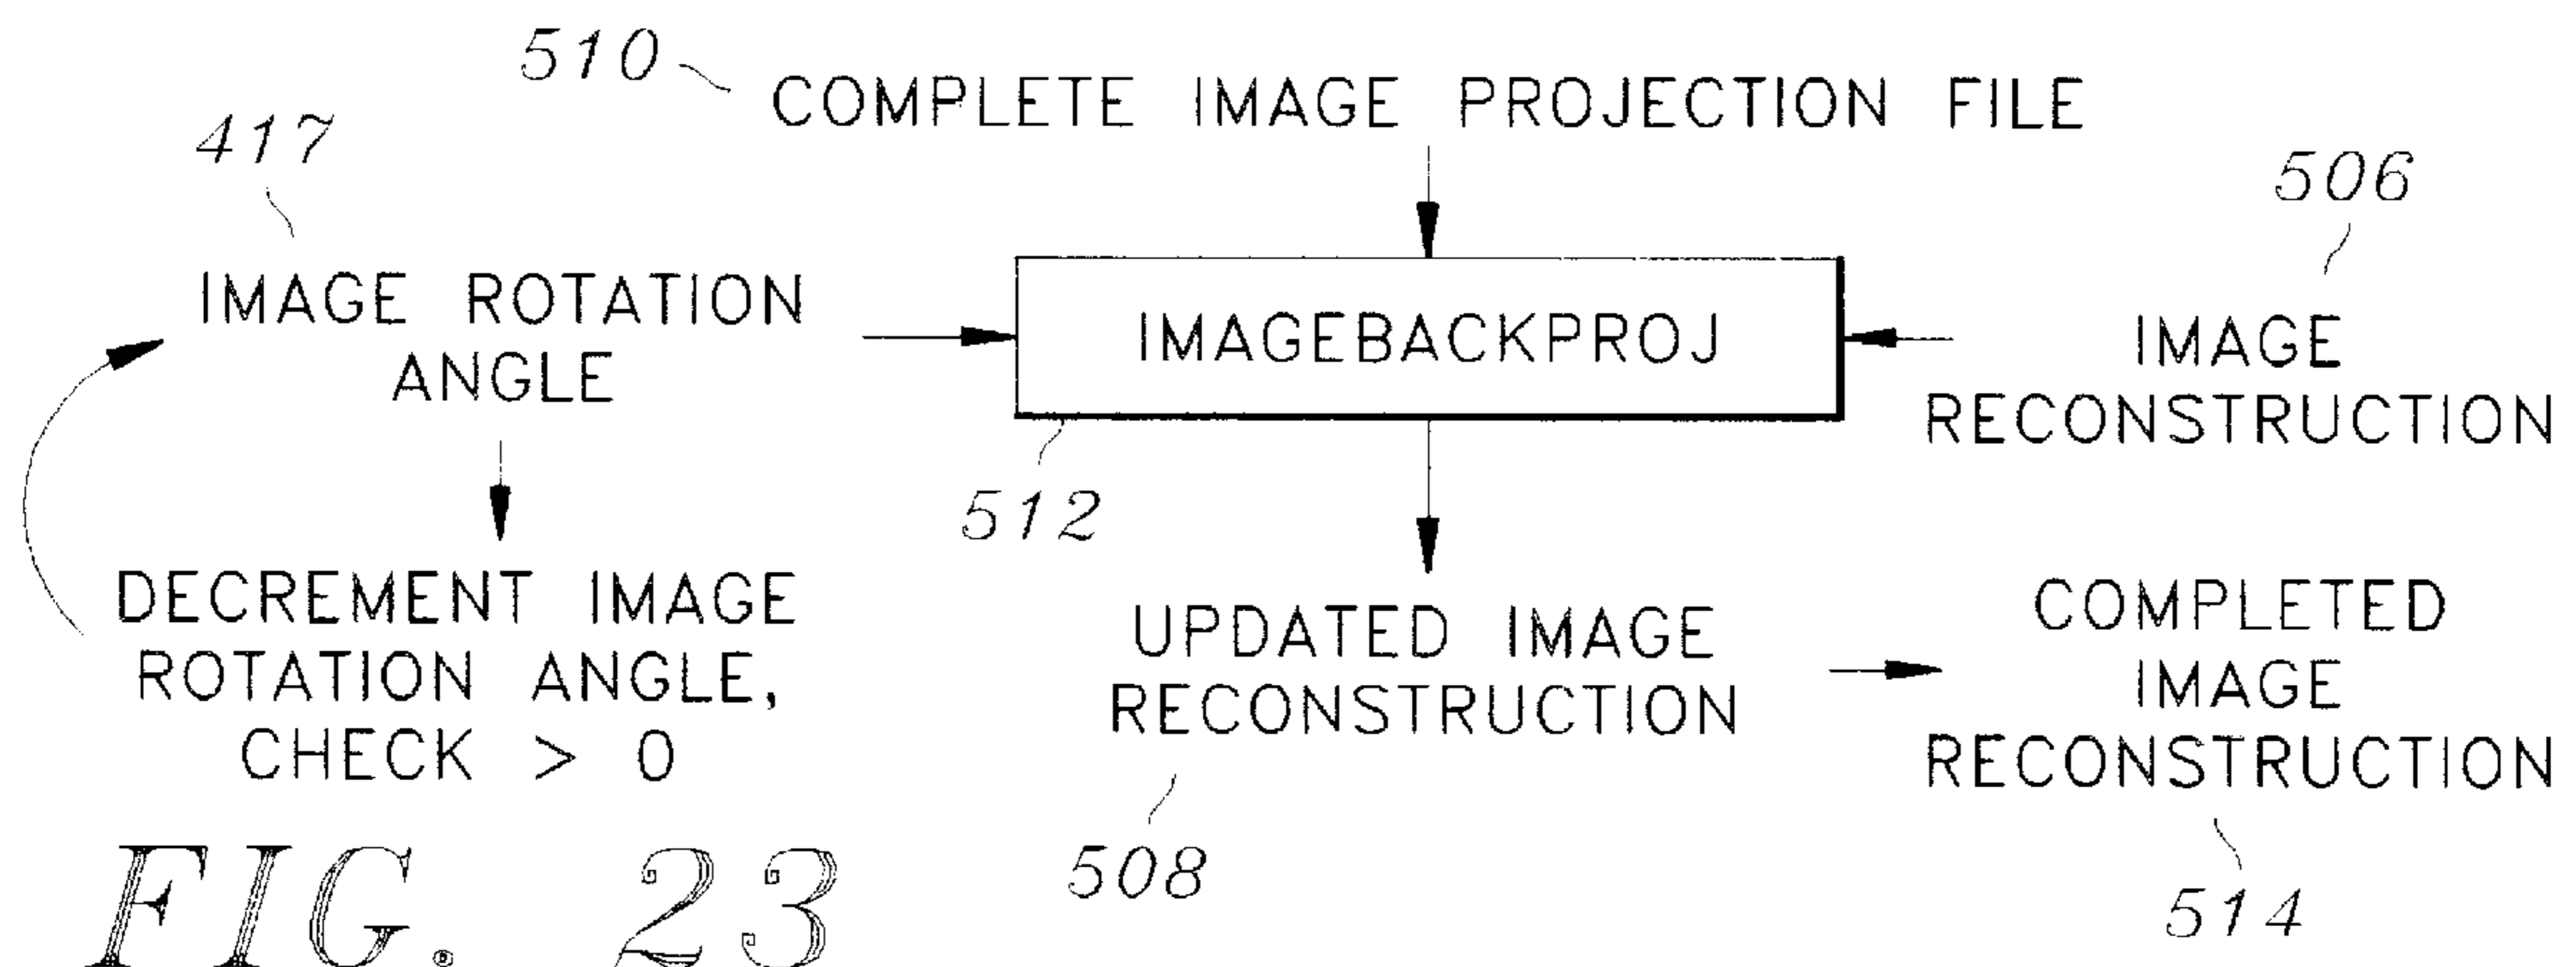 510
COMPLETE IMAGE PROJECTION FILE
417
506
IMAGE ROTATION
ANGLE
IMAGEBACKPROJ
IMAGE
RECONSTRUCTION
512
DECREMENT IMAGE
ROTATION ANGLE,
CHECK > 0
UPDATED IMAGE
RECONSTRUCTION
COMPLETED
IMAGE
RECONSTRUCTION
508
514
FIG. 23